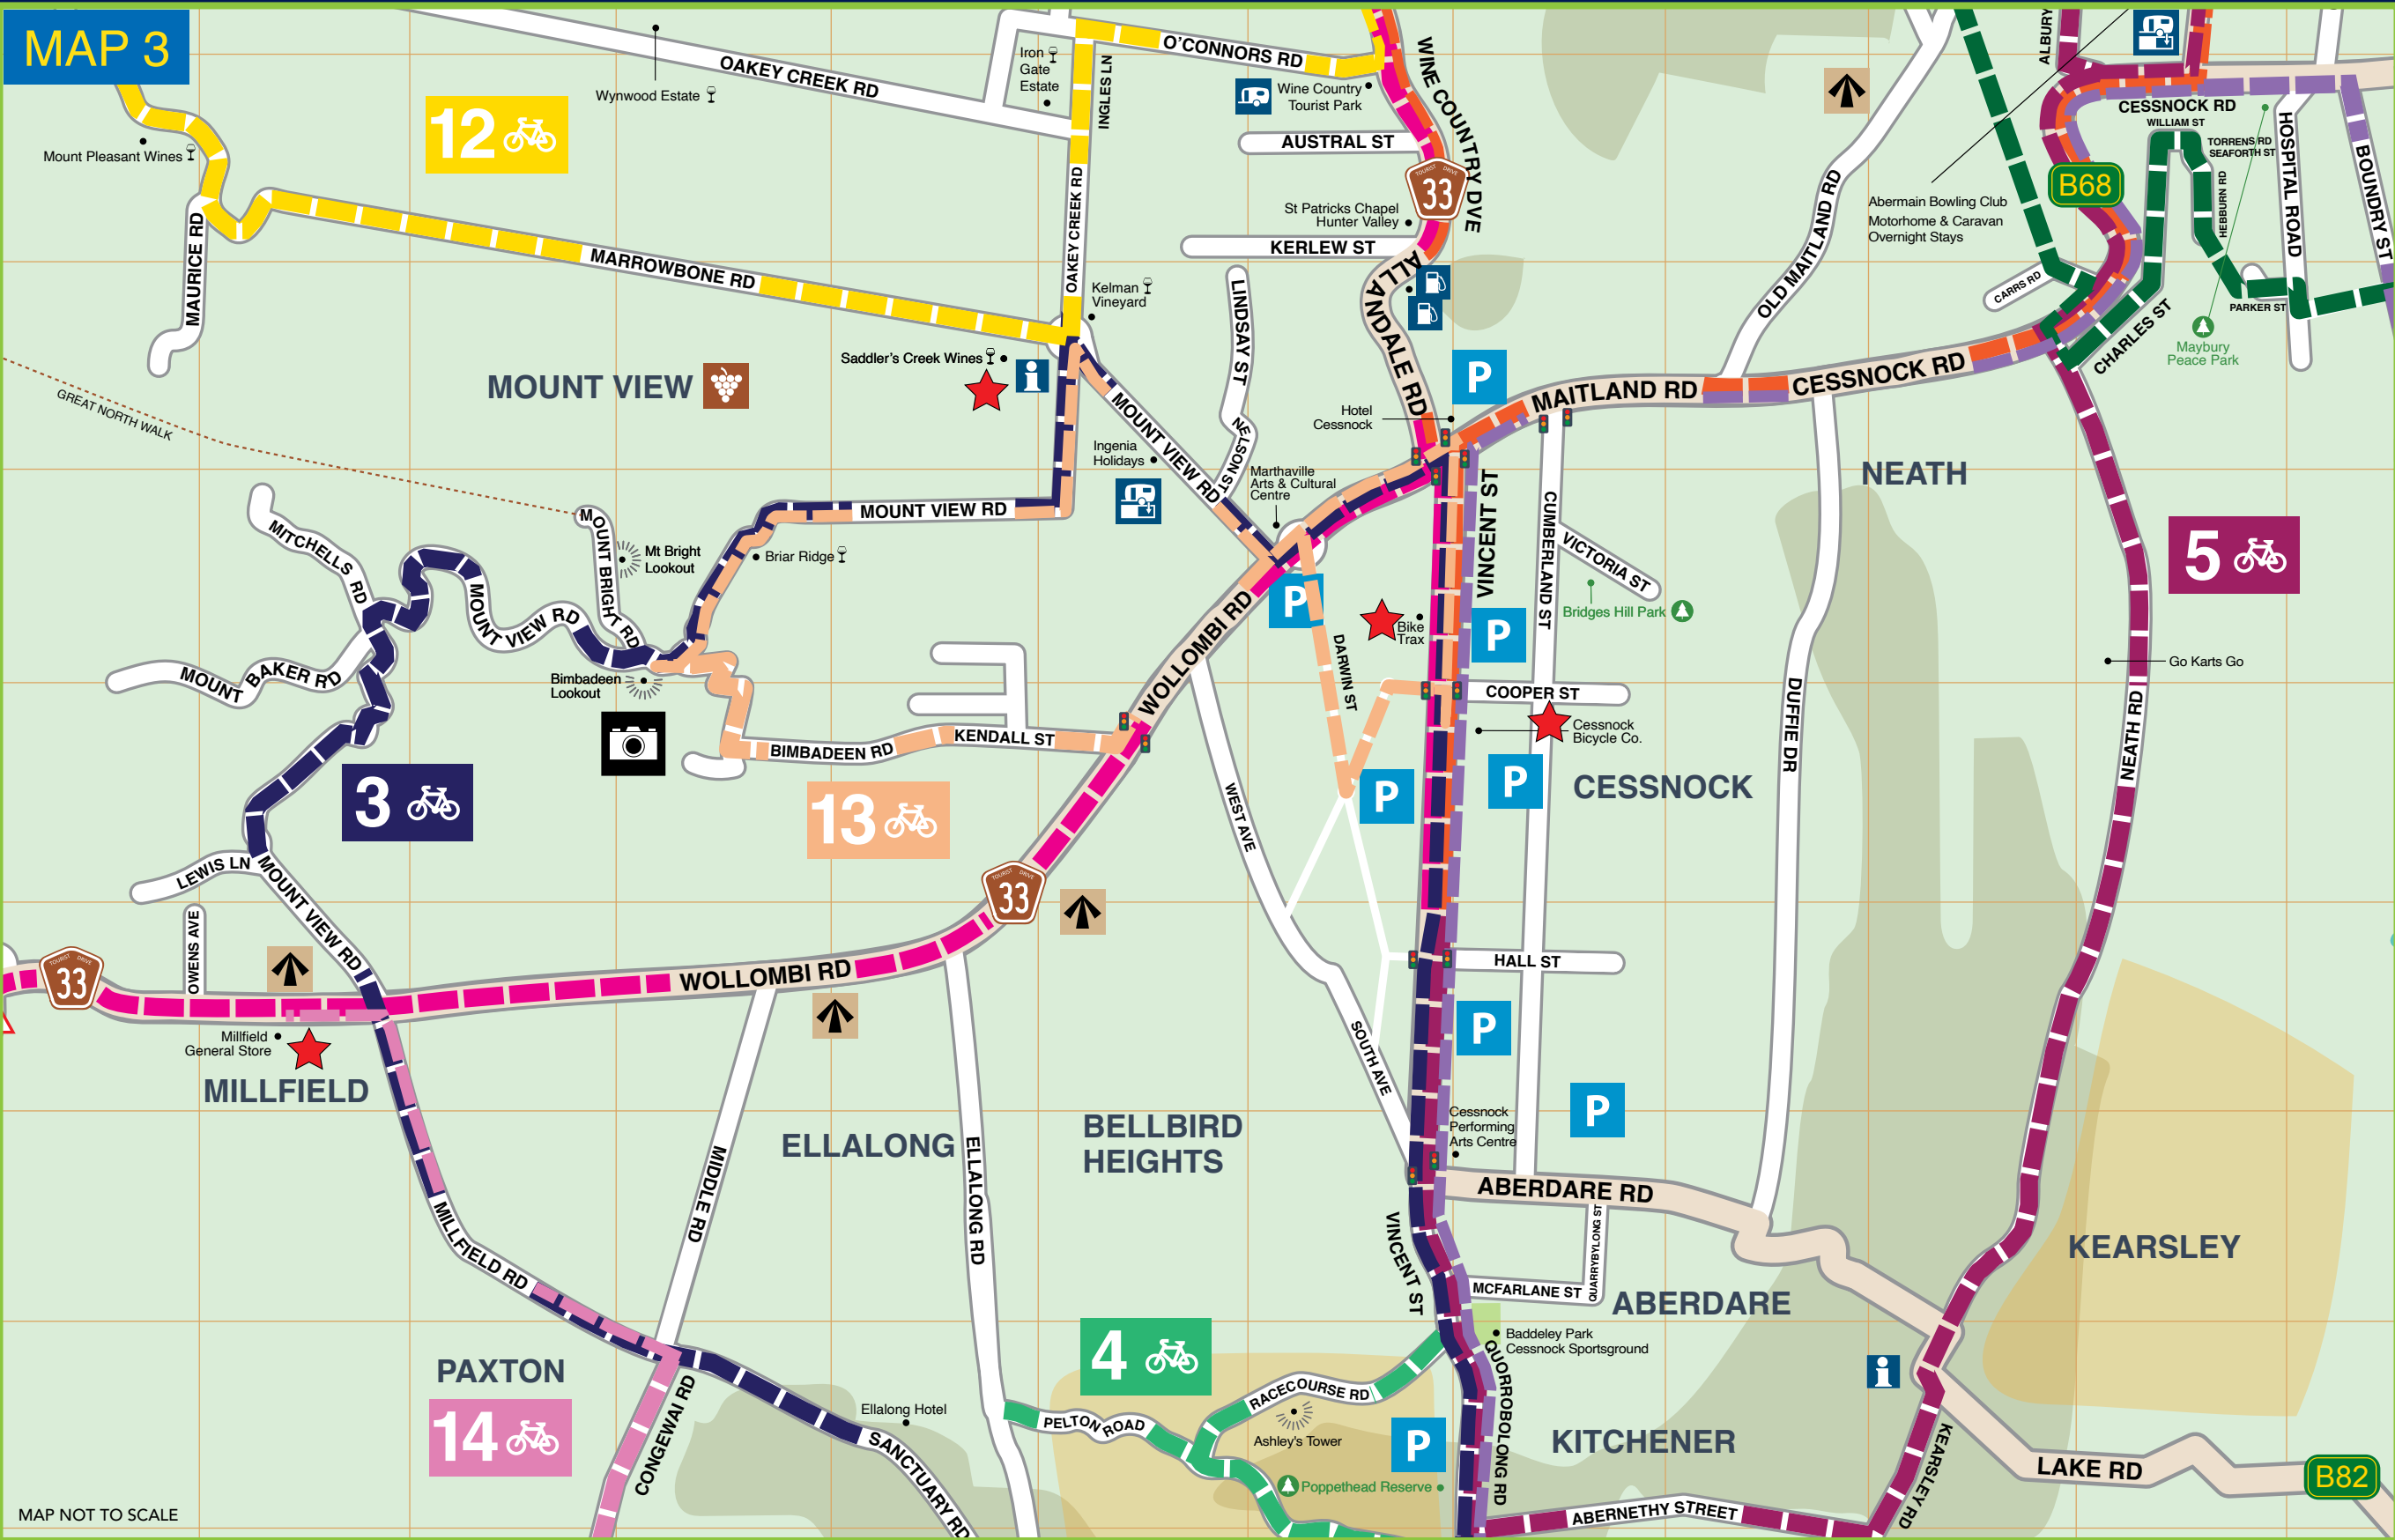 MAP 3
Mount Pleasant Wines
12
Wynwood Estate
OAKEY CREEK RD
Iron
Gate
Estate
INGLES LN
O'CONNORS RD
Wine Country
Tourist Park
WINE COUNTRY DVE
AUSTRAL ST
TOURIST DRIVE
33
St Patricks Chapel
Hunter Valley
KERLEW ST
ALLANDALE RD
OLD MAITLAND RD
ALBURY
CESSNOCK RD
WILLIAM ST
TORRENS RD
SEAFORTH ST
HEBBURN RD
HOSPITAL ROAD
BOUNDRY ST
B68
Abermain Bowling Club
Motorhome & Caravan
Overnight Stays
CARRS RD
PARKER ST
CHARLES ST
Maybury
Peace Park
MAURICE RD
MARROWBONE RD
OAKEY CREEK RD
Kelman
Vineyard
LINDSAY ST
NELSON ST
Saddler's Creek Wines
i
MOUNT VIEW
GREAT NORTH WALK
MOUNT VIEW RD
Ingenia
Holidays
Marthaville
Arts & Cultural
Centre
Hotel
Cessnock
P
MAITLAND RD
CESSNOCK RD
NEATH
5
MITCHELLS RD
MOUNT BRIGHT RD
Mt Bright
Lookout
MOUNT VIEW RD
Briar Ridge
MOUNT VIEW RD
MOUNT BAKER RD
Bimbadeen
Lookout
BIMBADEEN RD
KENDALL ST
WOLLOMBI RD
P
DARWIN ST
Bike
Trax
VINCENT ST
P
CUMBERLAND ST
VICTORIA ST
Bridges Hill Park
COOPER ST
Cessnock
Bicycle Co.
P
P
CESSNOCK
DUFFIE DR
Go Karts Go
NEATH RD
3
13
WEST AVE
LEWIS LN
MOUNT VIEW RD
OWENS AVE
TOURIST DRIVE
33
TOURIST DRIVE
33
WOLLOMBI RD
Millfield
General Store
MILLFIELD
HALL ST
P
SOUTH AVE
Cessnock
Performing
Arts Centre
P
ABERDARE RD
MIDDLE RD
ELLALONG
ELLALONG RD
BELLBIRD
HEIGHTS
VINCENT ST
MCFARLANE ST
QUARRYBYLONG ST
ABERDARE
KEARSLEY
MILLFIELD RD
PAXTON
14
CONGEWAI RD
Ellalong Hotel
SANCTUARY RD
4
PELTON ROAD
RACECOURSE RD
Ashley's Tower
Poppethead Reserve
P
Baddeley Park
Cessnock Sportsground
QUORROBOLONG RD
KITCHENER
i
ABERNETHY STREET
KEARSLEY RD
LAKE RD
B82
MAP NOT TO SCALE